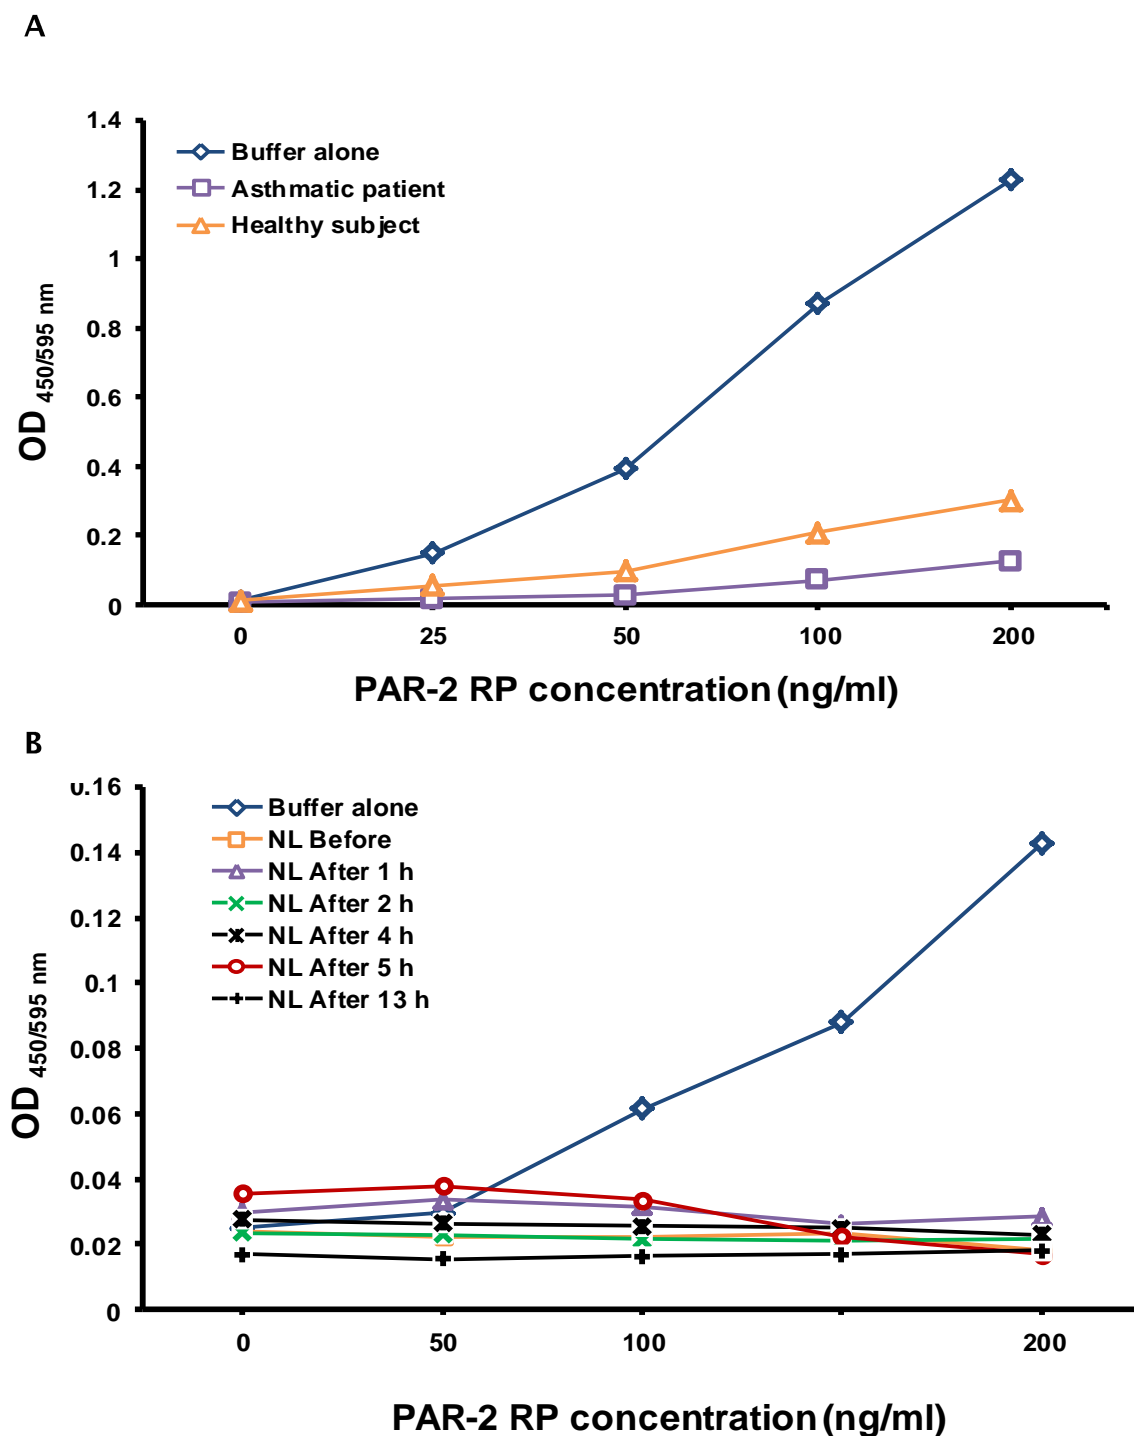 A
1.4
1.2
1
0.8
0.6
0.4
0.2
0
Buffer alone
Asthmatic patient
Healthy subject
OD 450/595 nm
0 25 50 100 200
PAR-2 RP concentration (ng/ml)
B
0.16
0.14
0.12
0.1
0.08
0.06
0.04
0.02
0
Buffer alone
NL Before
NL After 1 h
NL After 2 h
NL After 4 h
NL After 5 h
NL After 13 h
OD 450/595 nm
0 50 100 200
PAR-2 RP concentration (ng/ml)